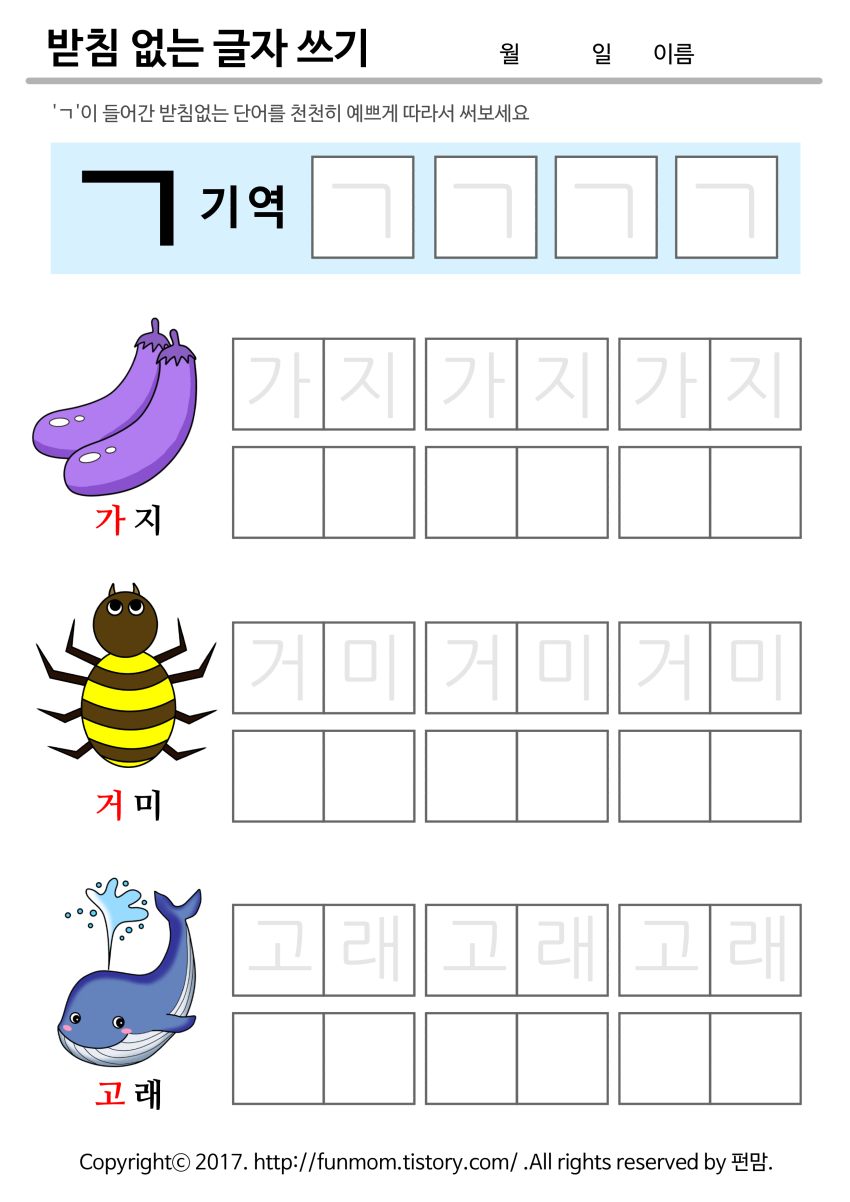 받침 없는 글자 쓰기 월 일 이름
'ㄱ'이 들어간 받침없는 단어를 천천히 예쁘게 따라서 써보세요
ㄱ 기역 ㄱ ㄱ ㄱ ㄱ
가 지 가 지 가 지
가 지
거 미 거 미 거 미
거 미
고 래 고 래 고 래
고 래
Copyrightⓒ 2017. http://funmom.tistory.com/ .All rights reserved by 펀맘.